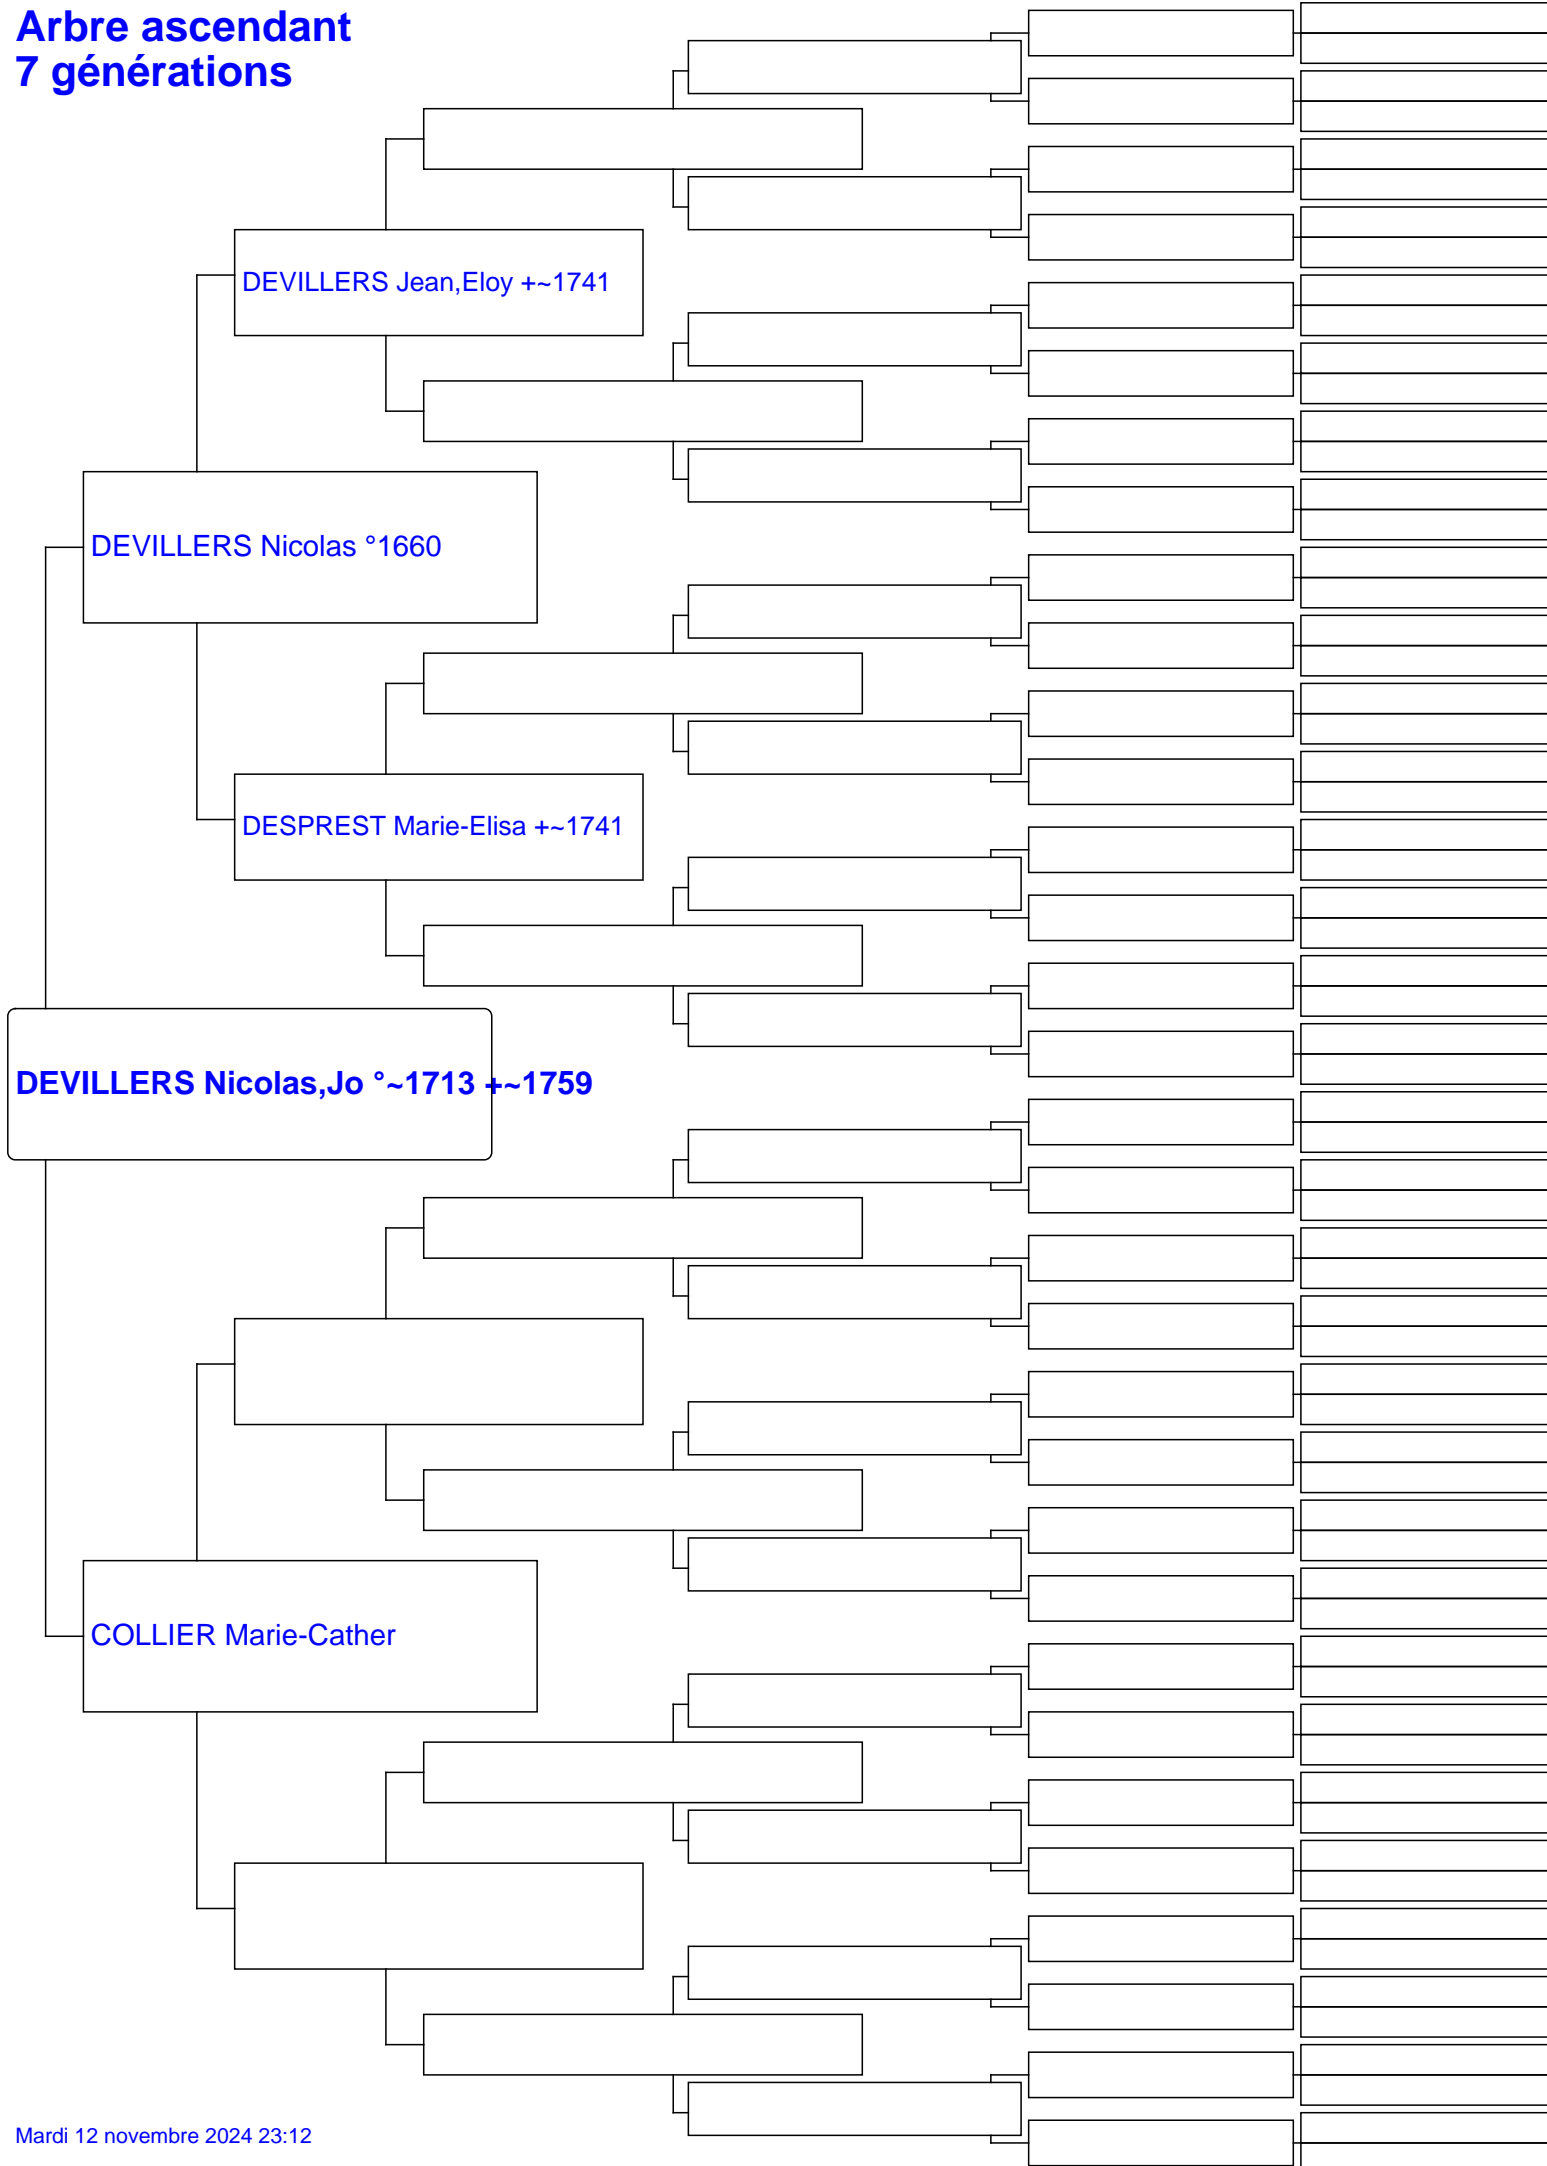 Arbre ascendant
7 générations
DEVILLERS Jean,Eloy +~1741
DEVILLERS Nicolas °1660
DESPREST Marie-Elisa +~1741
DEVILLERS Nicolas,Jo °~1713 +~1759
COLLIER Marie-Cather
Mardi 12 novembre 2024 23:12